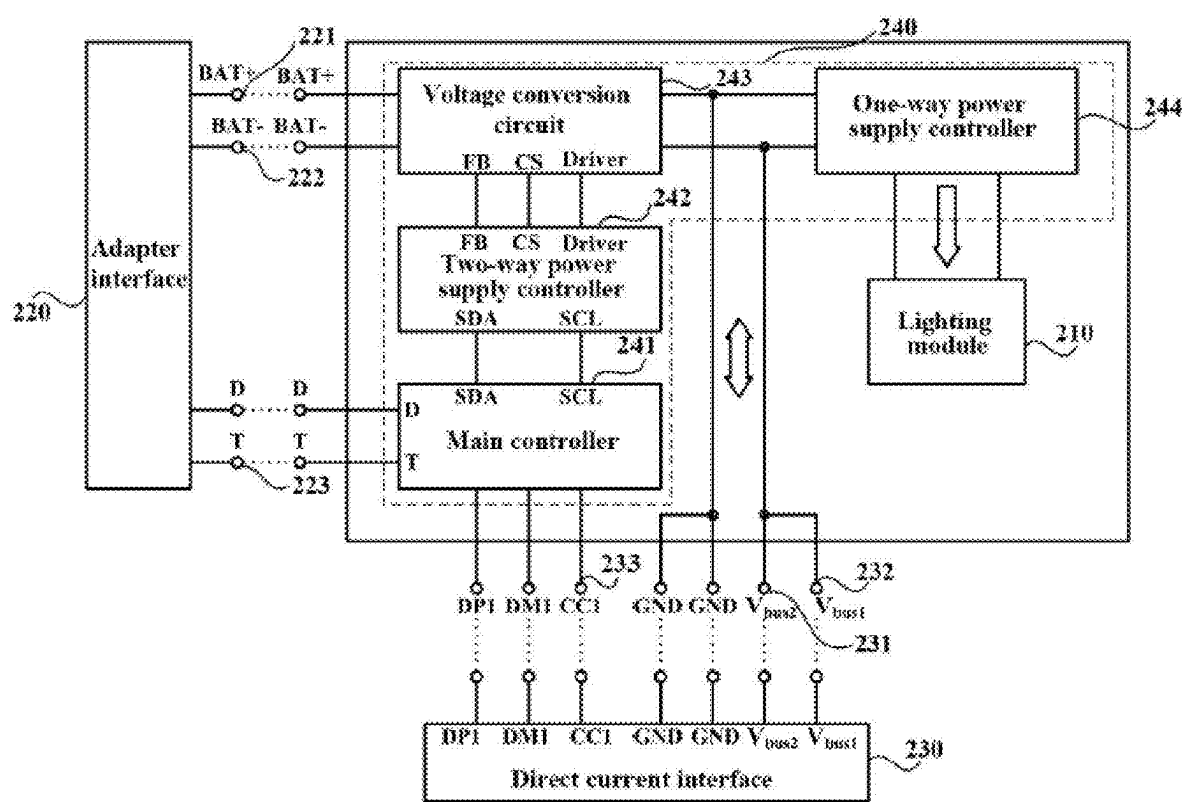 221
240
BAT+ BAT+
243
Voltage conversion
circuit
One-way power
supply controller
244
BAT- BAT-
222
FB CS Driver
242
FB CS Driver
Two-way power
supply controller
SDA SCL
Adapter
interface
220
Lighting
module
210
241
SDA SCL
D D D
Main controller
T T T
223
233
232
DP1 DM1 CC1 GND GND Vbus2 Vbus1
231
DP1 DM1 CC1 GND GND Vbus2 Vbus1
Direct current interface
230